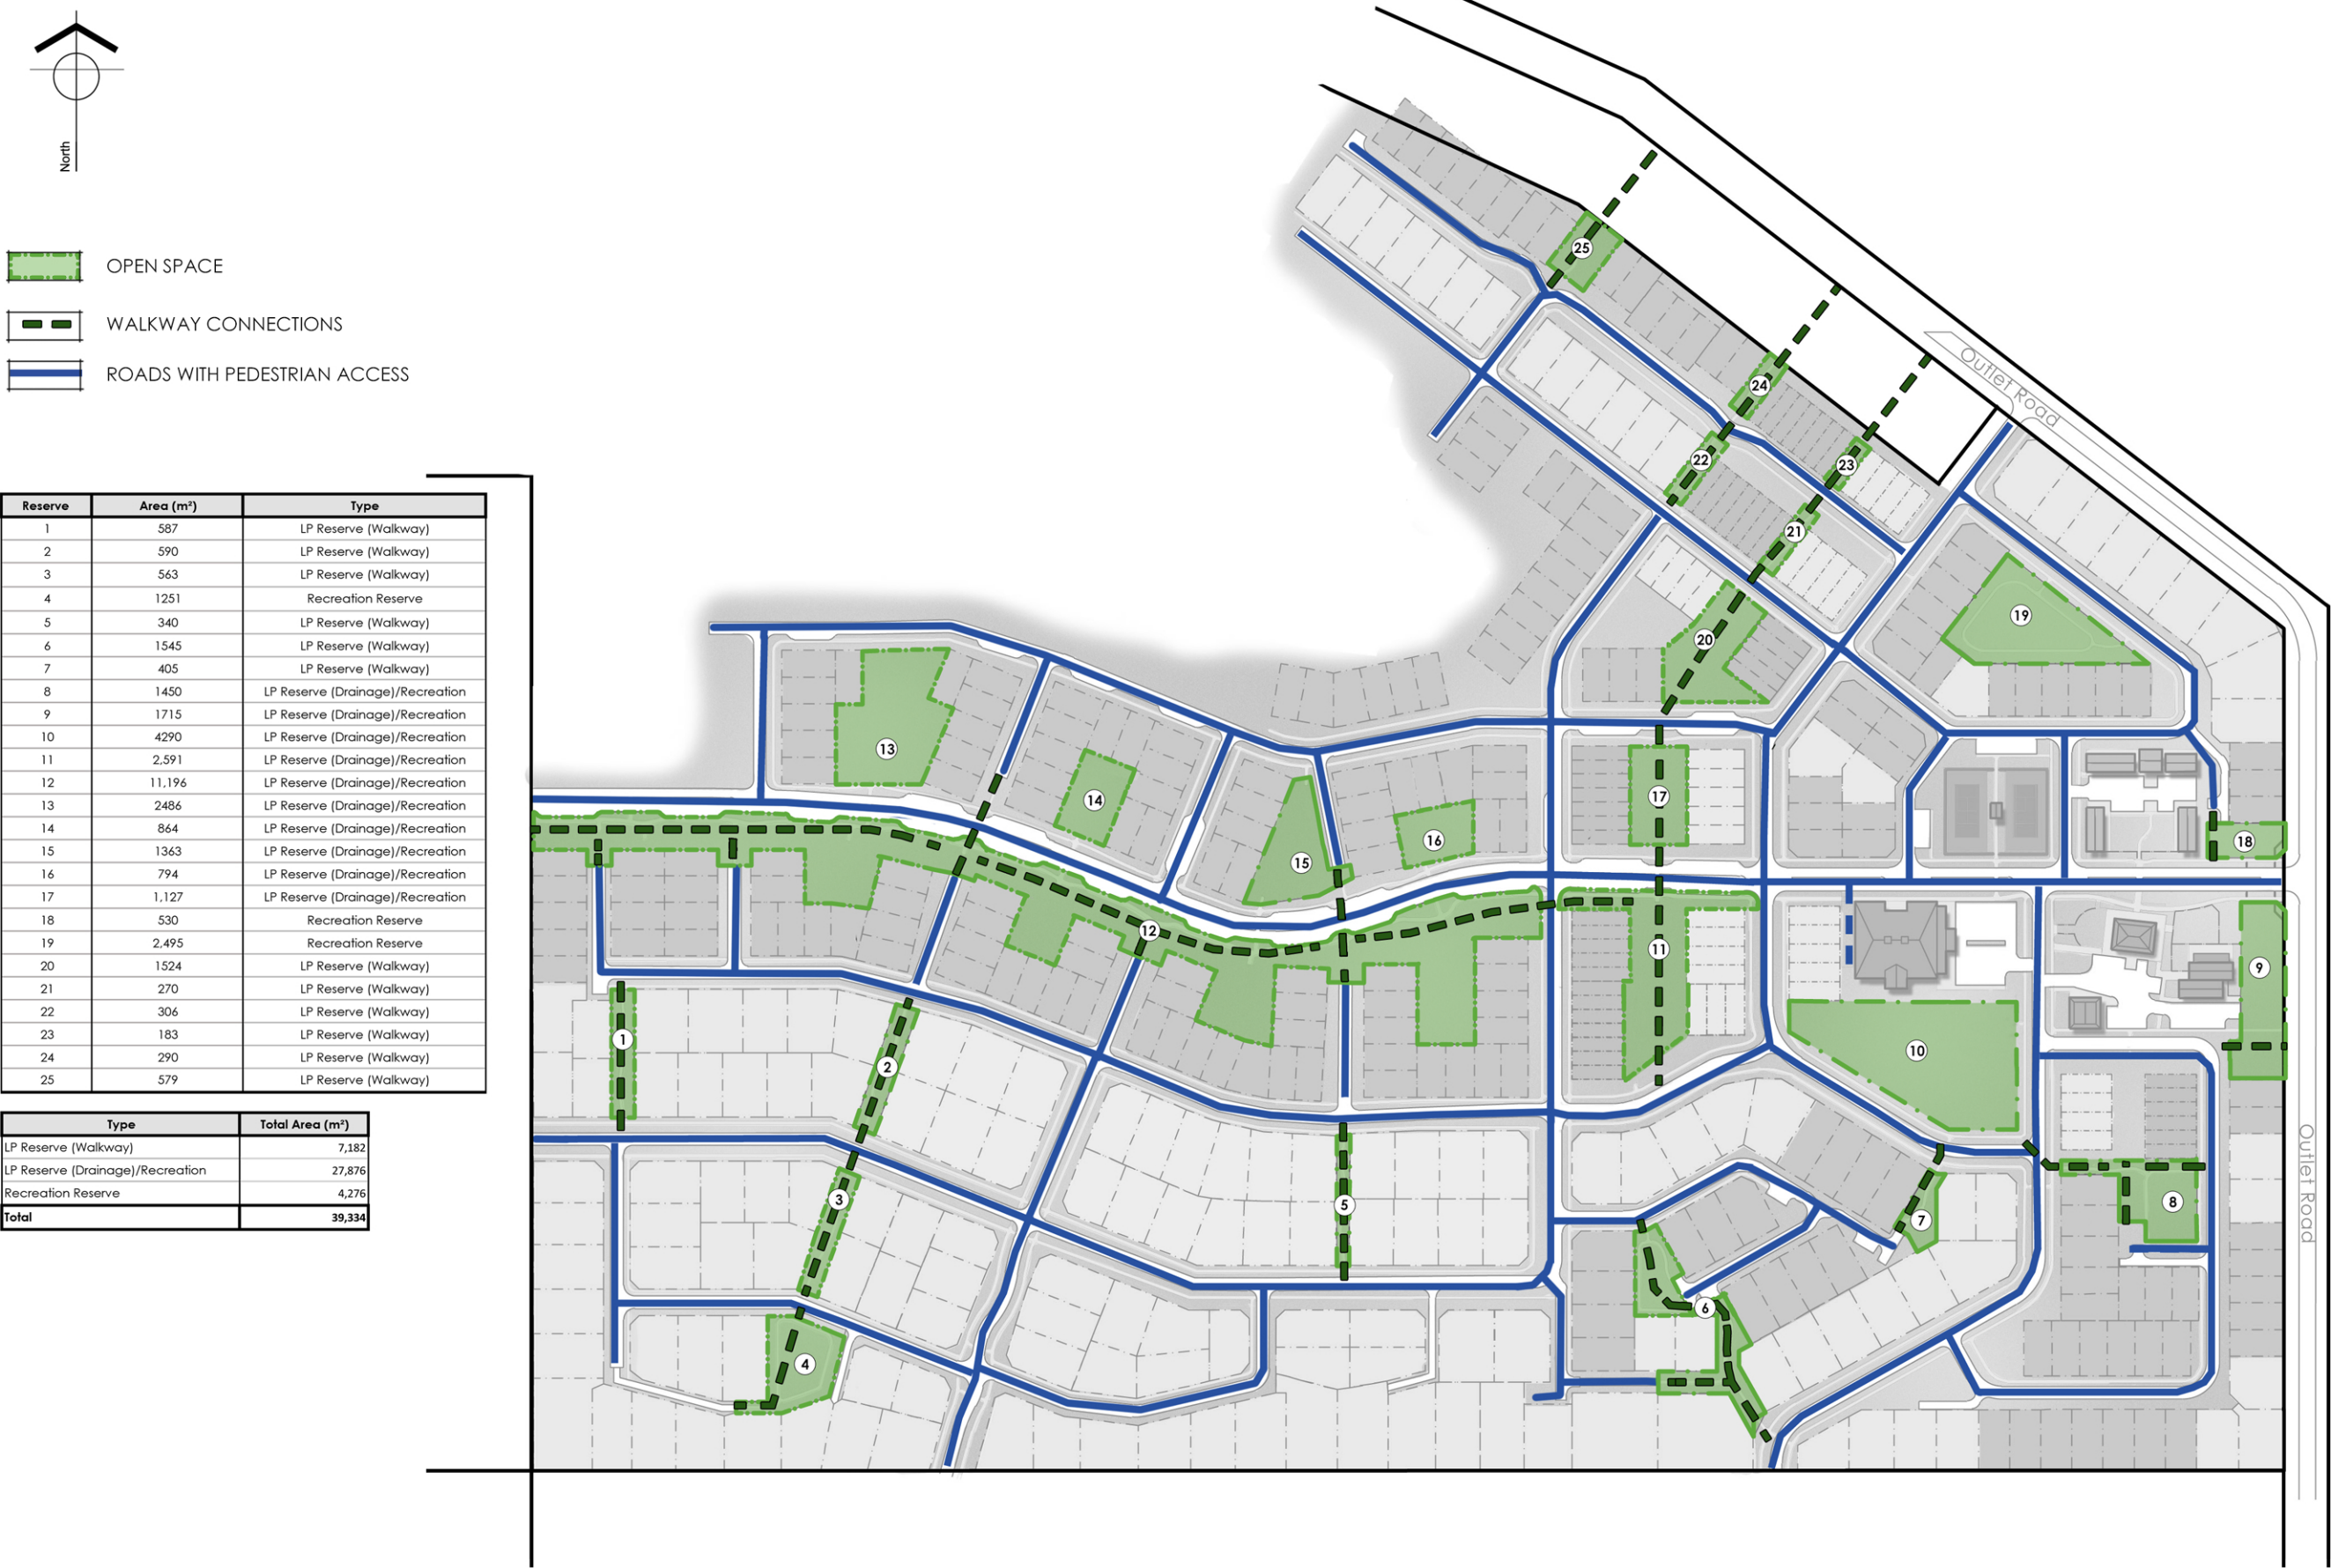 North
OPEN SPACE
WALKWAY CONNECTIONS
ROADS WITH PEDESTRIAN ACCESS
Reserve Area (m²) Type
1 587 LP Reserve (Walkway)
2 590 LP Reserve (Walkway)
3 563 LP Reserve (Walkway)
4 1251 Recreation Reserve
5 340 LP Reserve (Walkway)
6 1545 LP Reserve (Walkway)
7 405 LP Reserve (Walkway)
8 1450 LP Reserve (Drainage)/Recreation
9 1715 LP Reserve (Drainage)/Recreation
10 4290 LP Reserve (Drainage)/Recreation
11 2,591 LP Reserve (Drainage)/Recreation
12 11,196 LP Reserve (Drainage)/Recreation
13 2486 LP Reserve (Drainage)/Recreation
14 864 LP Reserve (Drainage)/Recreation
15 1363 LP Reserve (Drainage)/Recreation
16 794 LP Reserve (Drainage)/Recreation
17 1,127 LP Reserve (Drainage)/Recreation
18 530 Recreation Reserve
19 2,495 Recreation Reserve
20 1524 LP Reserve (Walkway)
21 270 LP Reserve (Walkway)
22 306 LP Reserve (Walkway)
23 183 LP Reserve (Walkway)
24 290 LP Reserve (Walkway)
25 579 LP Reserve (Walkway)
Type Total Area (m²)
LP Reserve (Walkway) 7,182
LP Reserve (Drainage)/Recreation 27,876
Recreation Reserve 4,276
Total 39,334
25
Outlet Road
24
22
23
21
19
20
13
14
17
16
18
15
12
11
9
1
10
2
Outlet Road
3
8
5
7
6
4